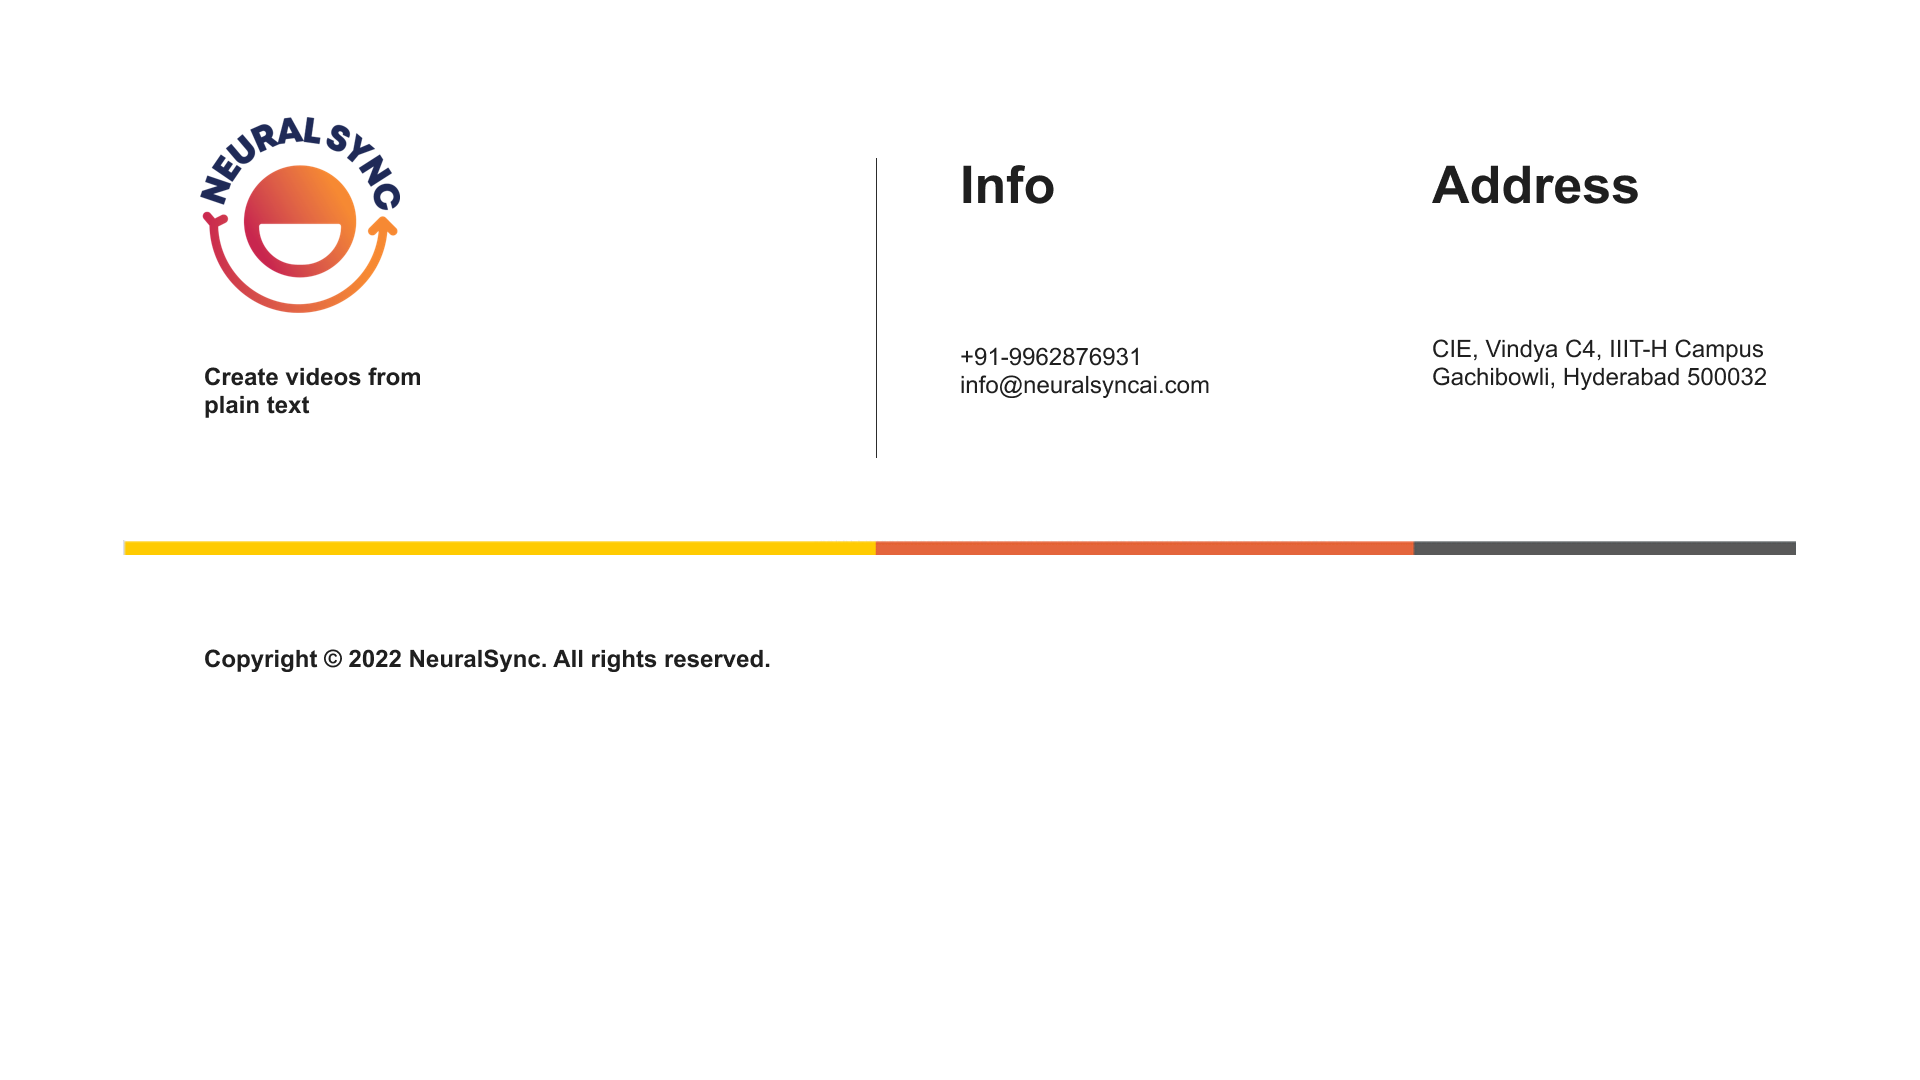 NEURAL SYNC
Create videos from
plain text
Info
+91-9962876931
info@neuralsyncai.com
Address
CIE, Vindya C4, IIIT-H Campus
Gachibowli, Hyderabad 500032
Copyright © 2022 NeuralSync. All rights reserved.